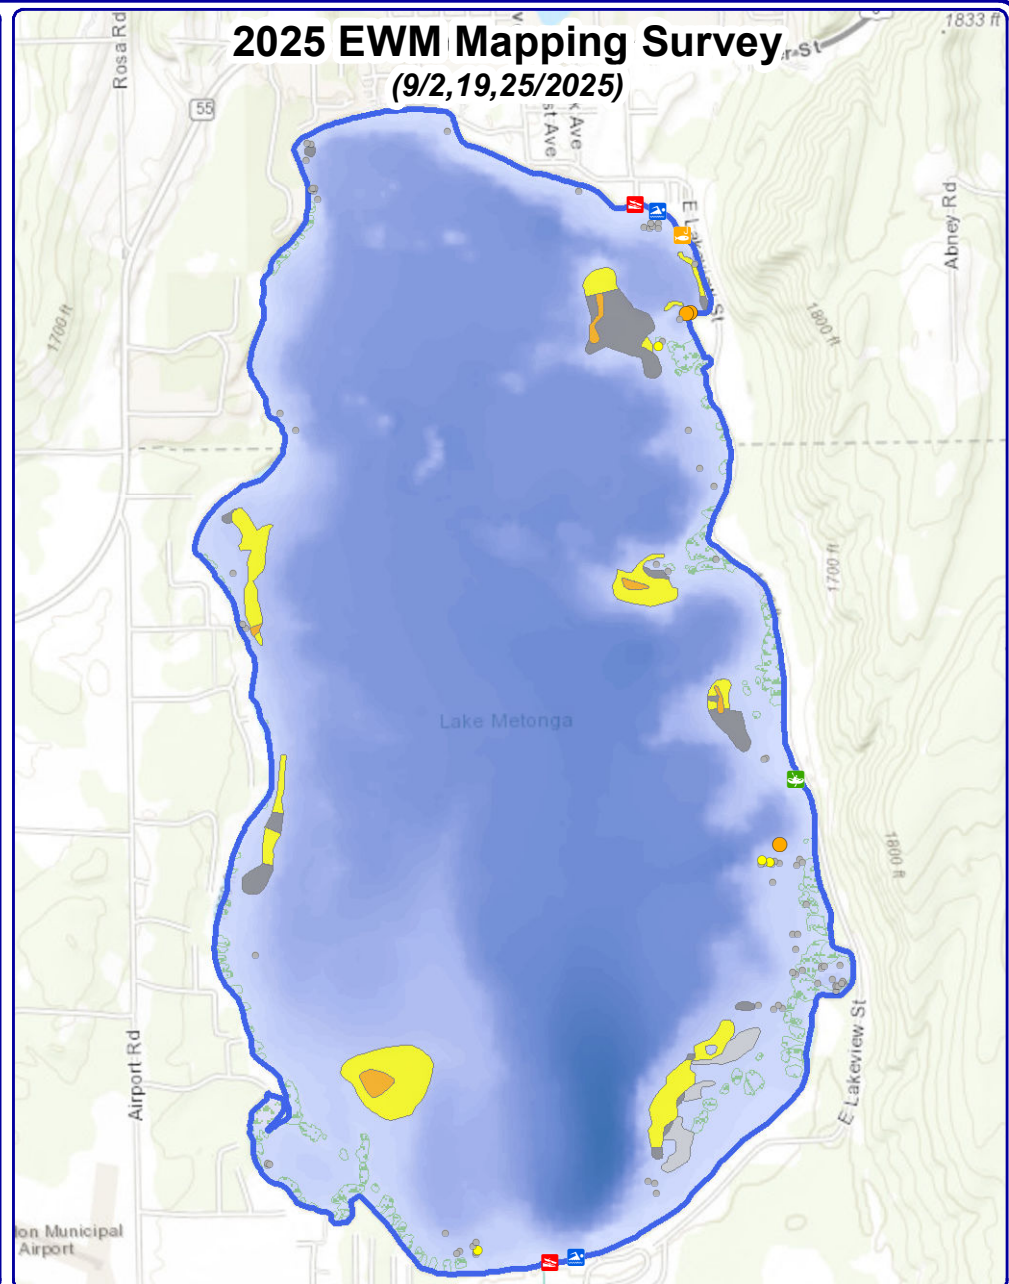 2025 EWM Mapping Survey
(9/2,19,25/2025)
1833 ft
Rosa Rd
55
Ave
Ave
E Lakeview St
Abney Rd
1700 ft
1800 ft
1700 ft
Lake Metonga
1800 ft
Airport Rd
E Lakeview St
Municipal
Airport